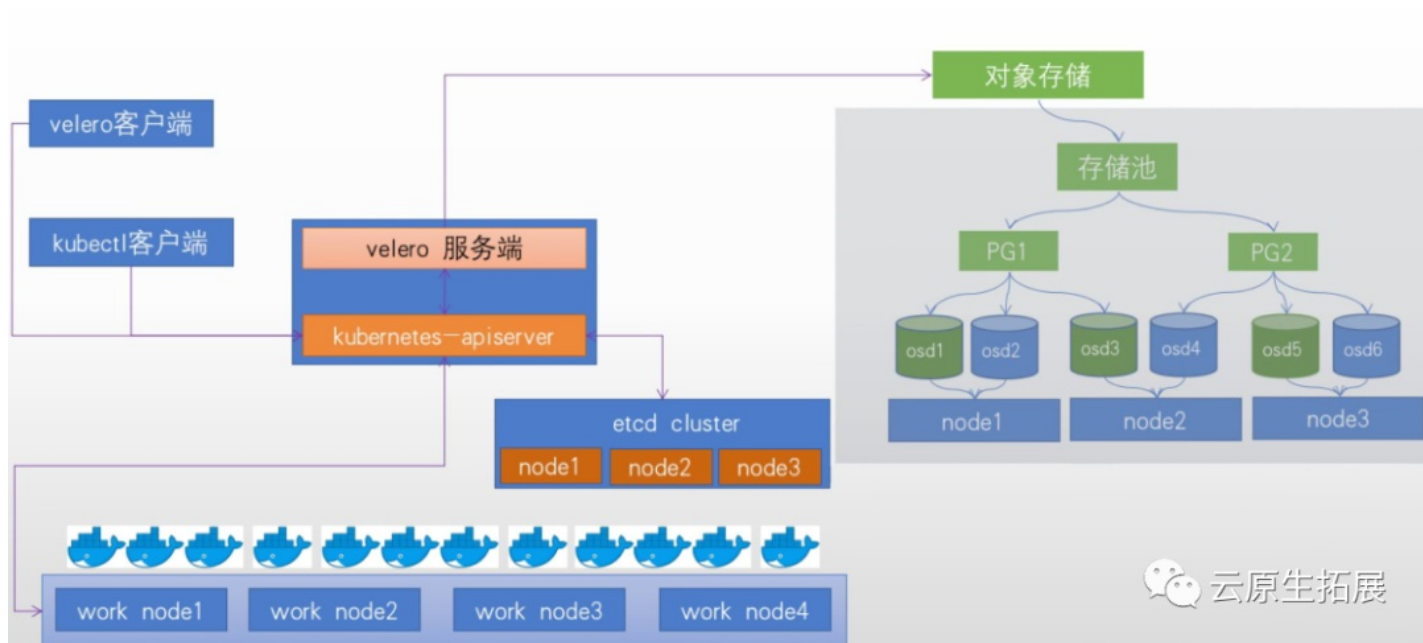 对象存储
velero客户端
存储池
kubectl客户端
velero 服务端
PG1
PG2
kubernetes-apiserver
osd1
osd2
osd3
osd4
osd5
osd6
node1
node2
node3
etcd cluster
node1
node2
node3
work node1
work node2
work node3
work node4
云原生拓展